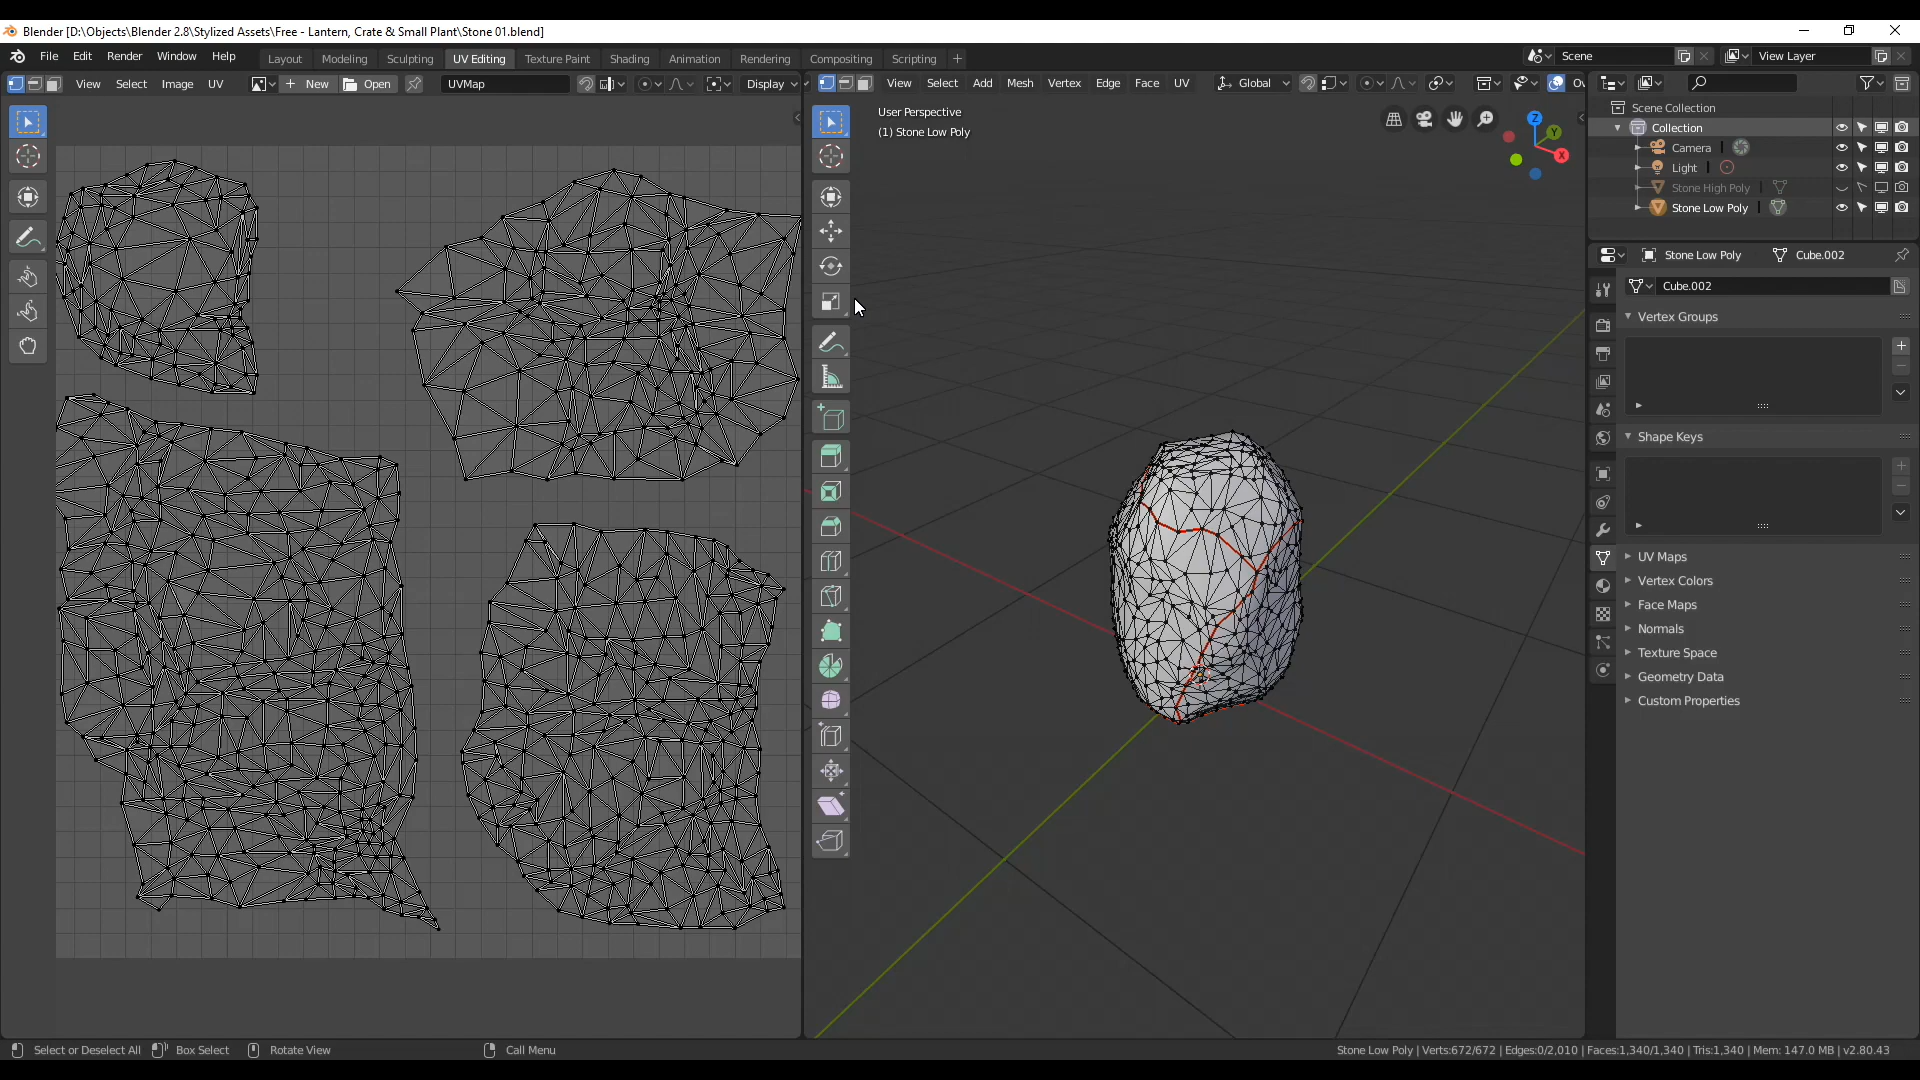 Blender [D:\Objects\Blender 2.8\Stylized Assets\Free - Lantern, Crate & Small Plant\Stone 01.blend]
File Edit Render Window Help Layout Modeling Sculpting UV Editing Texture Paint Shading Animation Rendering Compositing Scripting + Scene View Layer
View Select Image UV New Open UVMap Display View Select Add Mesh Vertex Edge Face UV Global Ov
User Perspective
(1) Stone Low Poly
Z
Y
X
Scene Collection
Collection
Camera
Light
Stone High Poly
Stone Low Poly
Stone Low Poly Cube.002
Cube.002
Vertex Groups
Shape Keys
UV Maps
Vertex Colors
Face Maps
Normals
Texture Space
Geometry Data
Custom Properties
Select or Deselect All Box Select Rotate View Call Menu Stone Low Poly | Verts:672/672 | Edges:0/2,010 | Faces:1,340/1,340 | Tris:1,340 | Mem: 147.0 MB | v2.80.43